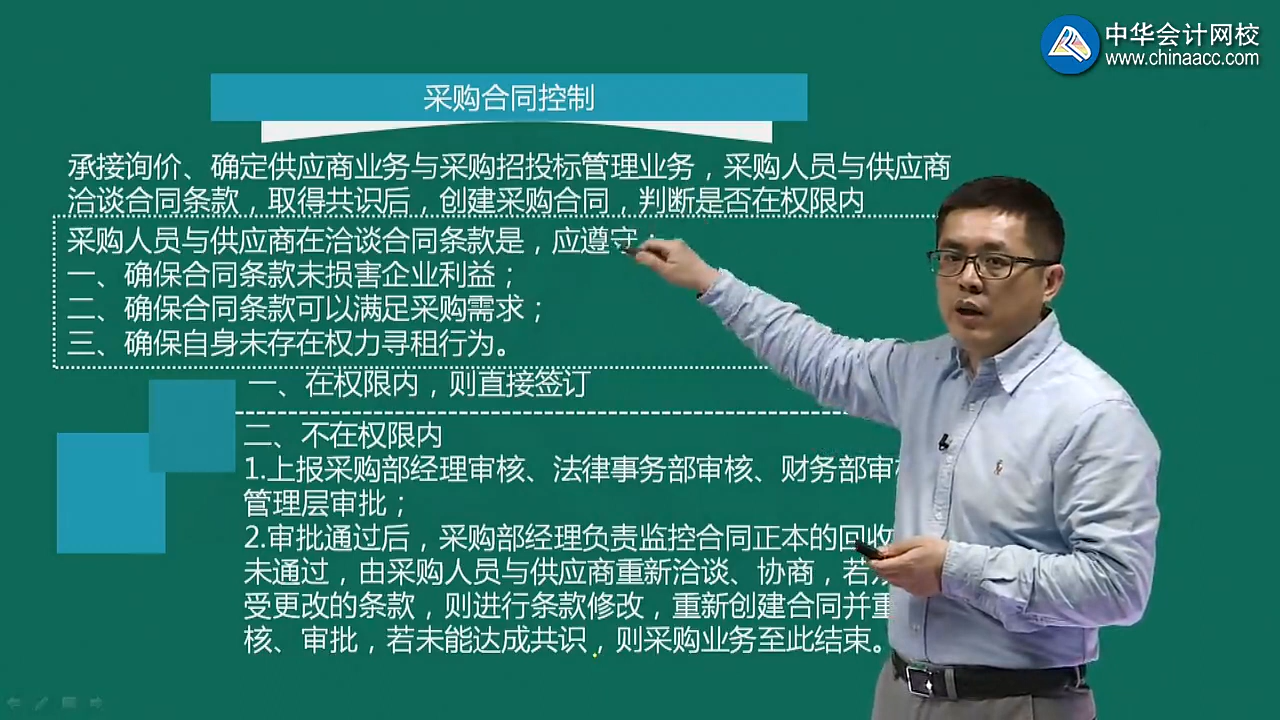 中华会计网校
www.chinaacc.com
采购合同控制
承接询价、确定供应商业务与采购招投标管理业务，采购人员与供应商
洽谈合同条款，取得共识后，创建采购合同，判断是否在权限内
采购人员与供应商在洽谈合同条款是，应遵守：
一、确保合同条款未损害企业利益；
二、确保合同条款可以满足采购需求；
三、确保自身未存在权力寻租行为。
一、在权限内，则直接签订
二、不在权限内
1.上报采购部经理审核、法律事务部审核、财务部审
管理层审批；
2.审批通过后，采购部经理负责监控合同正本的回收
未通过，由采购人员与供应商重新洽谈、协商，若
受更改的条款，则进行条款修改，重新创建合同并重
核、审批，若未能达成共识，则采购业务至此结束。